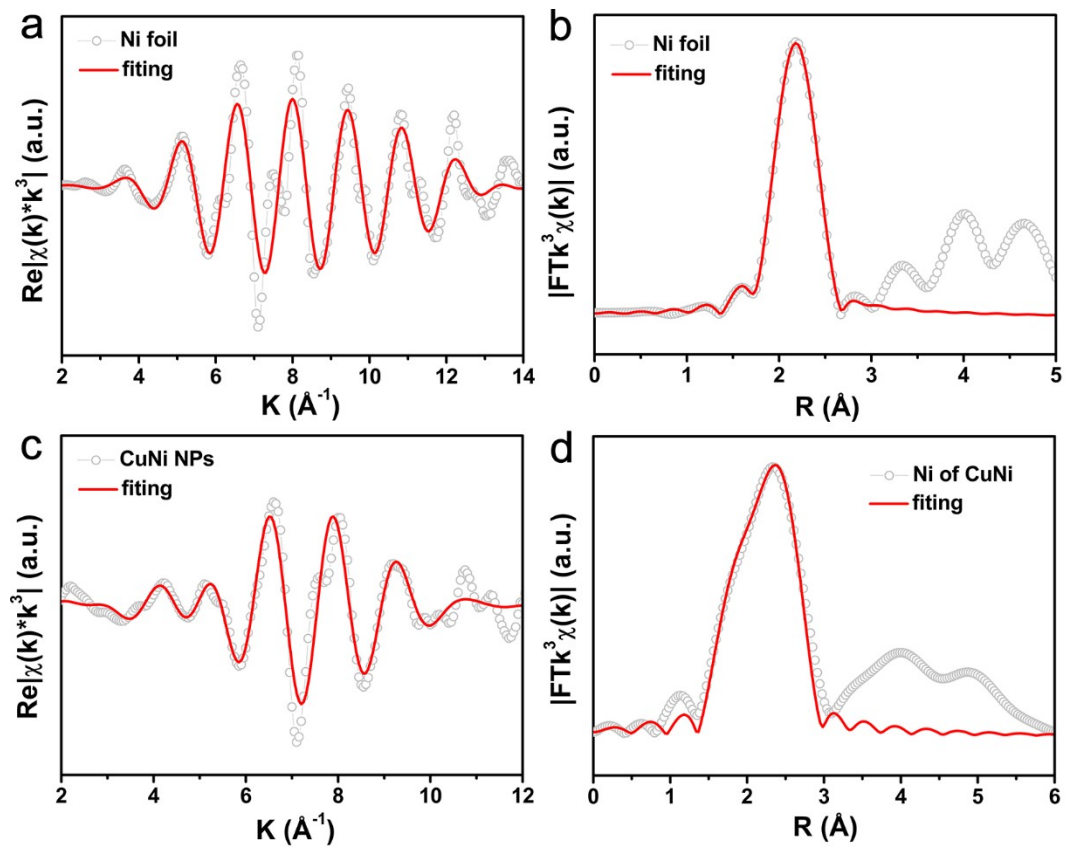 a
Ni foil
fiting
Re|χ(k)*k³| (a.u.)
2 4 6 8 10 12 14
K (Å⁻¹)
b
Ni foil
fiting
|FTk³χ(k)| (a.u.)
0 1 2 3 4 5
R (Å)
c
CuNi NPs
fiting
Re|χ(k)*k³| (a.u.)
2 4 6 8 10 12
K (Å⁻¹)
d
Ni of CuNi
fiting
|FTk³χ(k)| (a.u.)
0 1 2 3 4 5 6
R (Å)